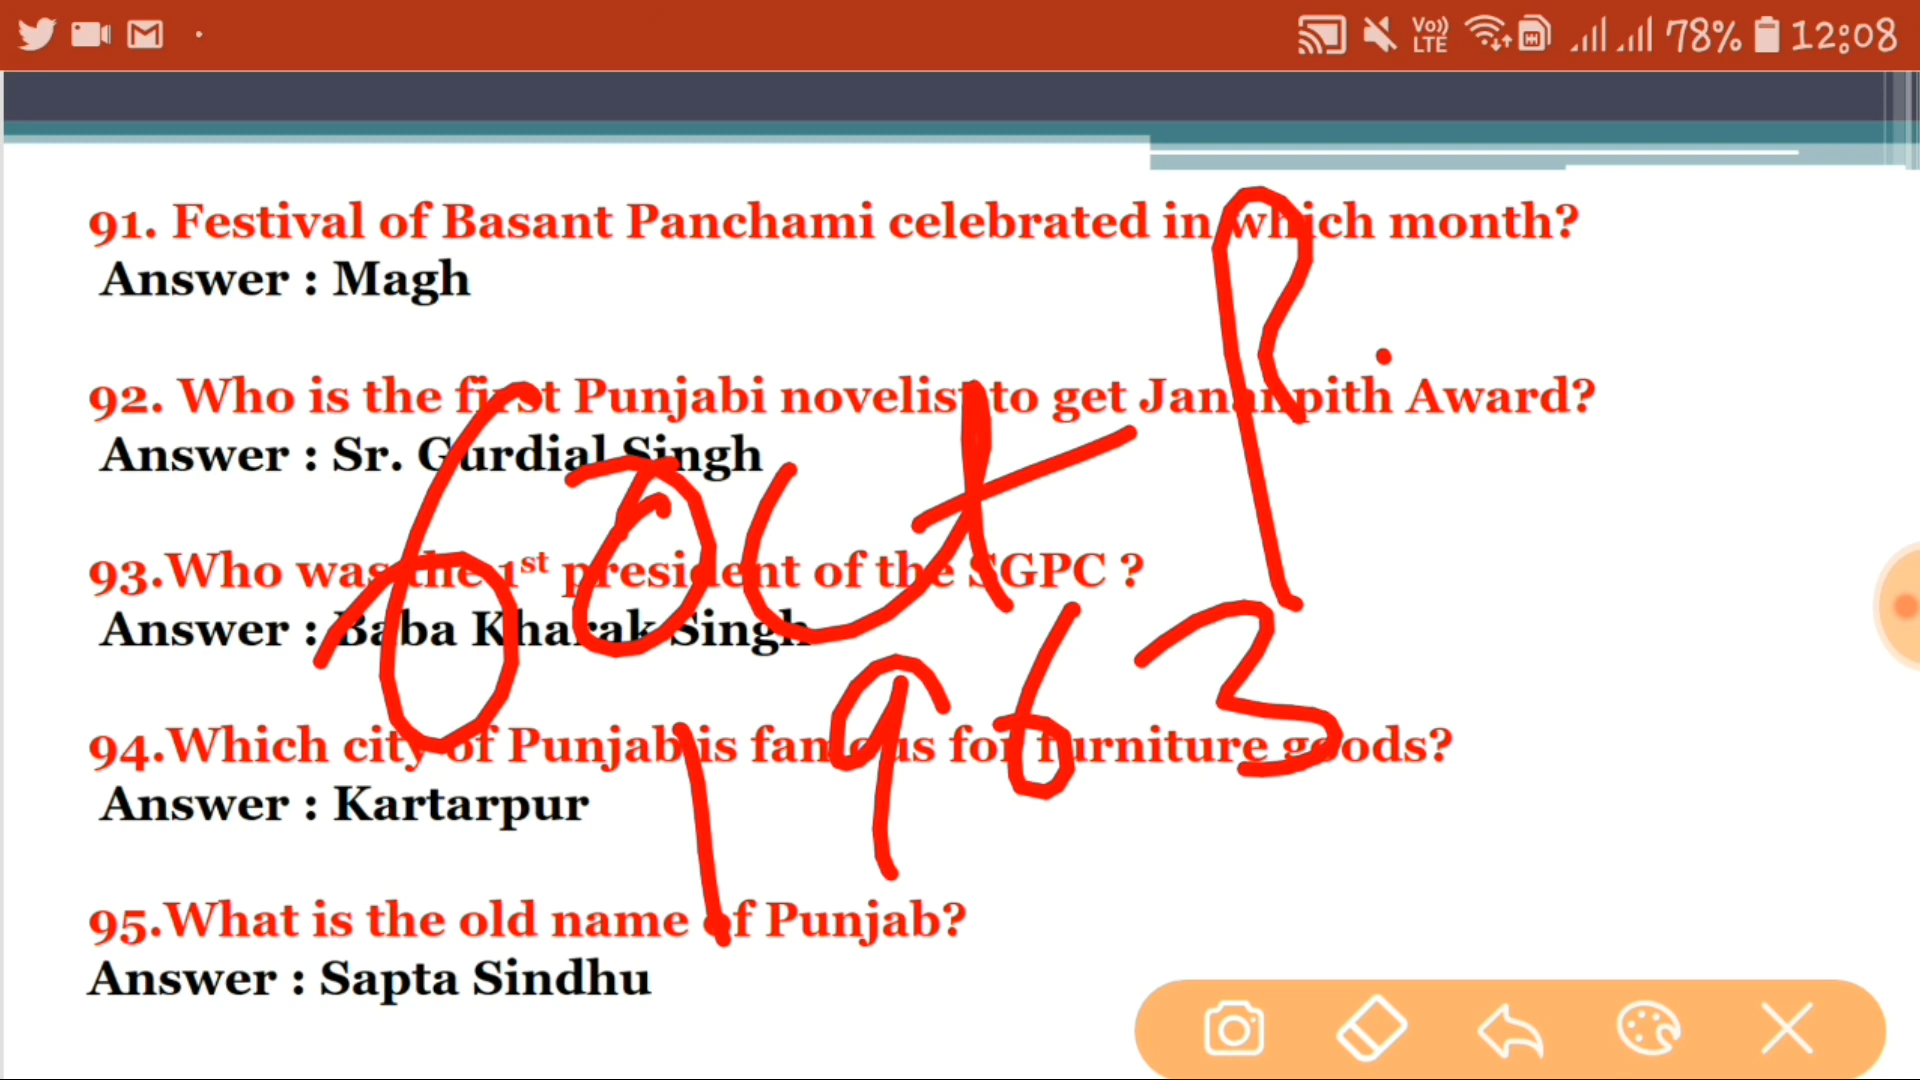 Vo)) LTE 78% 12:08
91. Festival of Basant Panchami celebrated in which month?
Answer : Magh
92. Who is the first Punjabi novelist to get Jananpith Award?
Answer : Sr. Gurdial Singh
93.Who was the 1st president of the SGPC ?
Answer : Baba Kharak Singh
94.Which city of Punjab is famous for furniture goods?
Answer : Kartarpur
95.What is the old name of Punjab?
Answer : Sapta Sindhu
6 Oct
1963